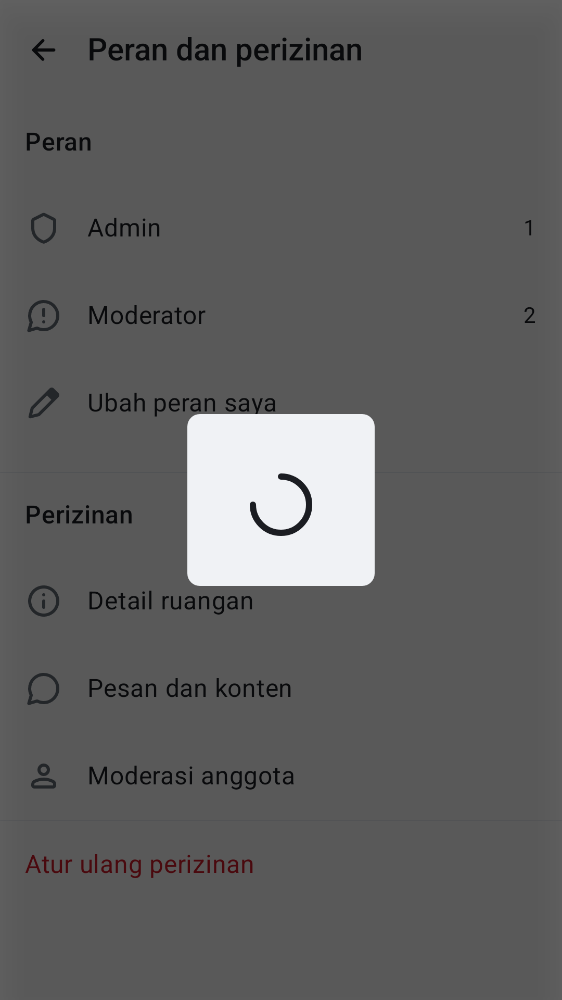 Peran dan perizinan
Peran
Admin 1
Moderator 2
Ubah peran saya
Perizinan
Detail ruangan
Pesan dan konten
Moderasi anggota
Atur ulang perizinan